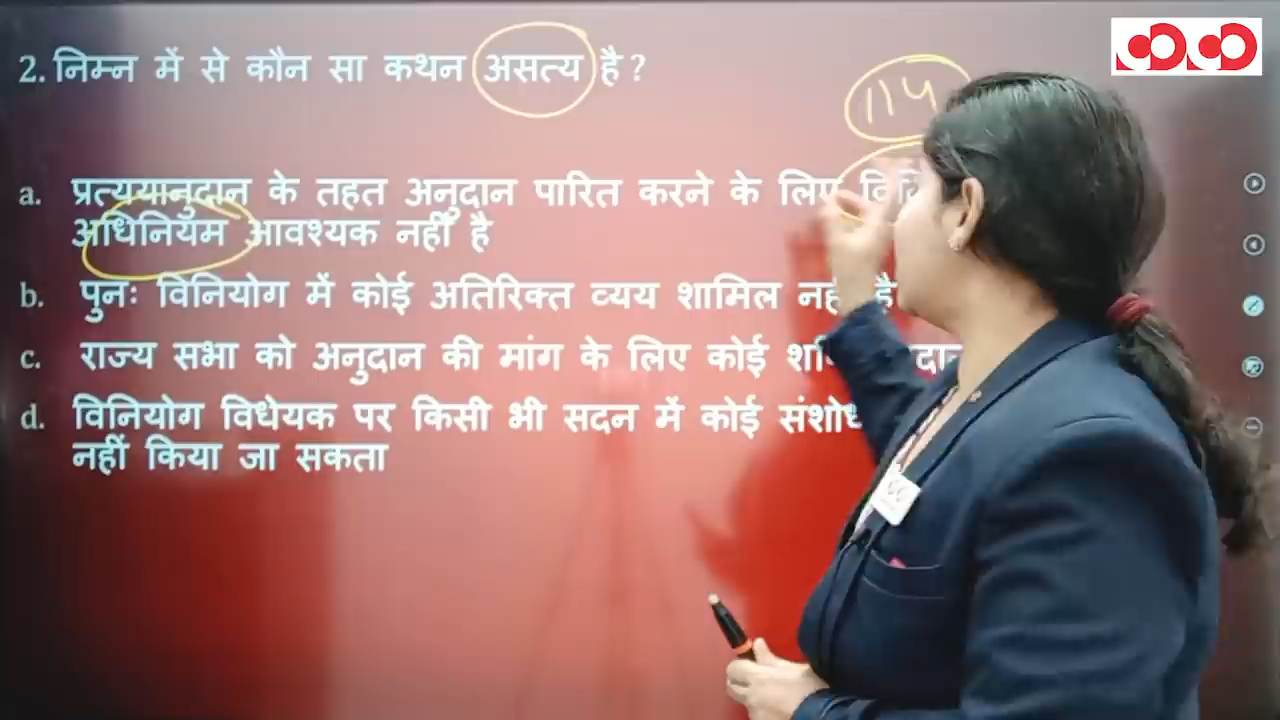 2. निम्न में से कौन सा कथन असत्य है ?
114
a. प्रत्ययानुदान के तहत अनुदान पारित करने के लिए
अधिनियम आवश्यक नहीं है
b. पुनः विनियोग में कोई अतिरिक्त व्यय शामिल नहीं है
c. राज्य सभा को अनुदान की मांग के लिए कोई
d. विनियोग विधेयक पर किसी भी सदन में कोई
नहीं किया जा सकता